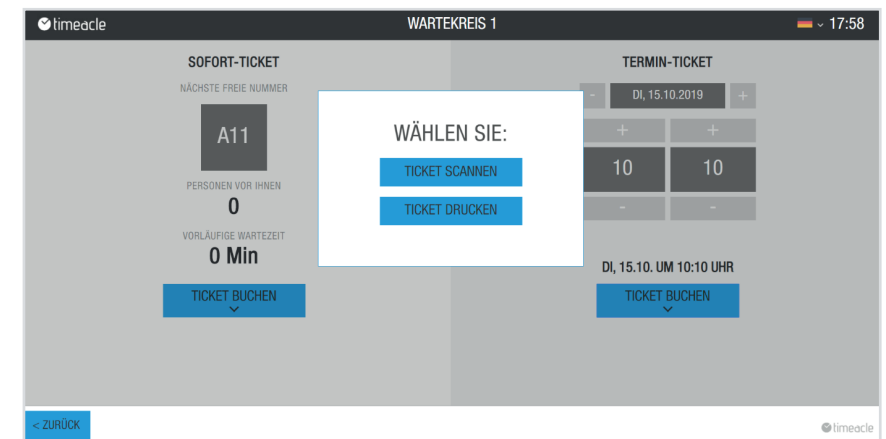 timeacle
WARTEKREIS 1
17:58
SOFORT-TICKET
NÄCHSTE FREIE NUMMER
A11
PERSONEN VOR IHNEN
0
VORLÄUFIGE WARTEZEIT
0 Min
TICKET BUCHEN
WÄHLEN SIE:
TICKET SCANNEN
TICKET DRUCKEN
TERMIN-TICKET
- DI, 15.10.2019 +
+ +
10 10
- -
DI, 15.10. UM 10:10 UHR
TICKET BUCHEN
< ZURÜCK
timeacle